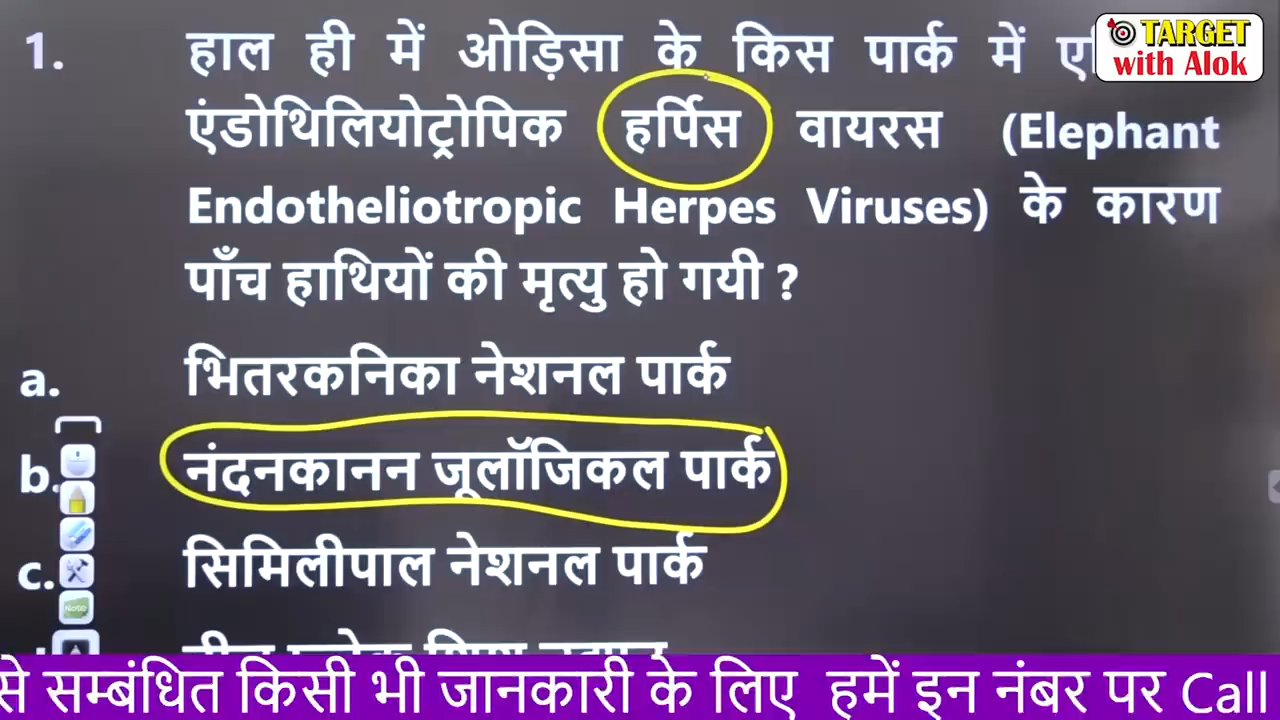 1. हाल ही में ओड़िसा के किस पार्क में
एंडोथिलियोट्रोपिक हर्पिस वायरस (Elephant
Endotheliotropic Herpes Viruses) के कारण
पाँच हाथियों की मृत्यु हो गयी ?
a. भितरकनिका नेशनल पार्क
b. नंदनकानन जूलॉजिकल पार्क
c. सिमिलीपाल नेशनल पार्क
TARGET
with Alok
Note
से सम्बंधित किसी भी जानकारी के लिए हमें इन नंबर पर Call